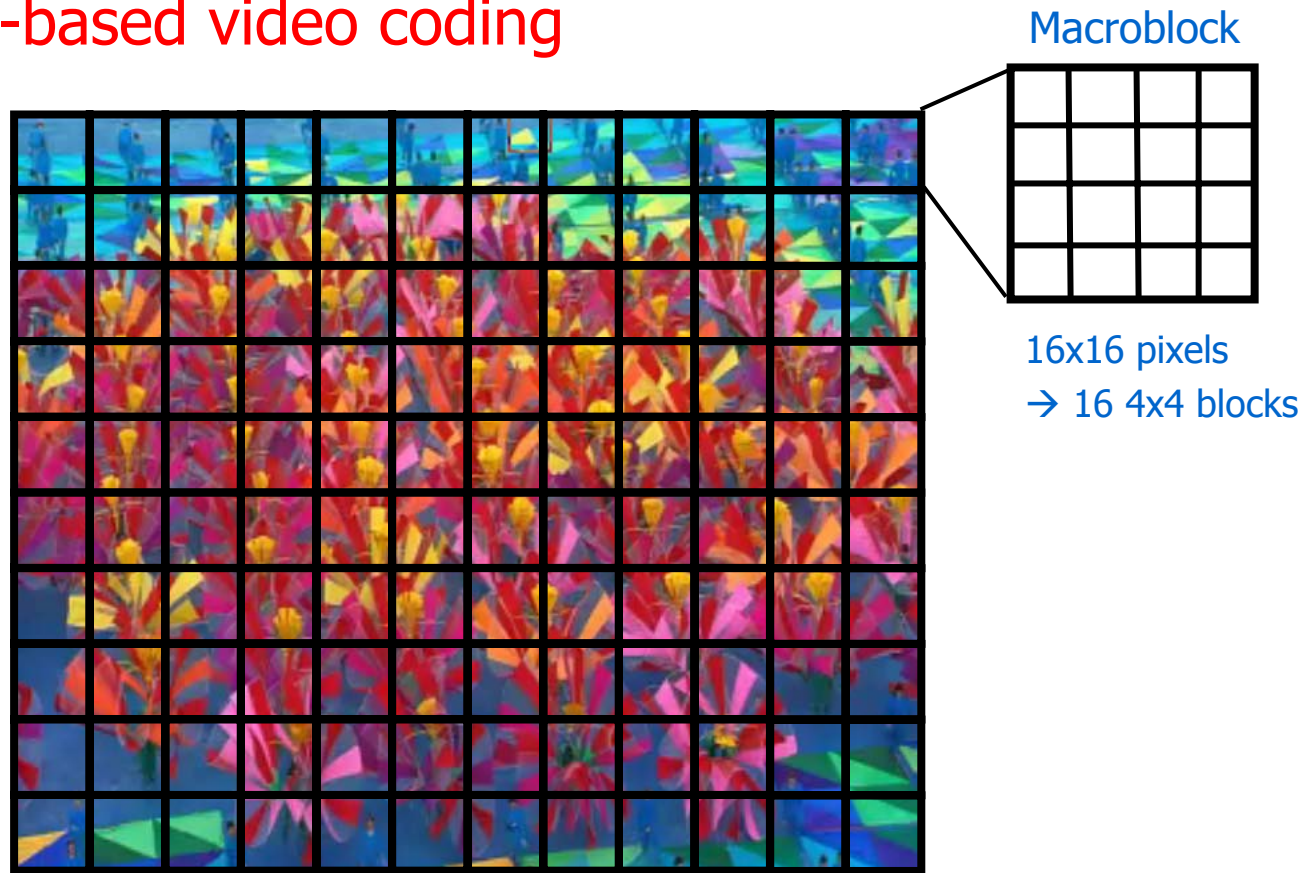 -based video coding
Macroblock
16x16 pixels
→ 16 4x4 blocks